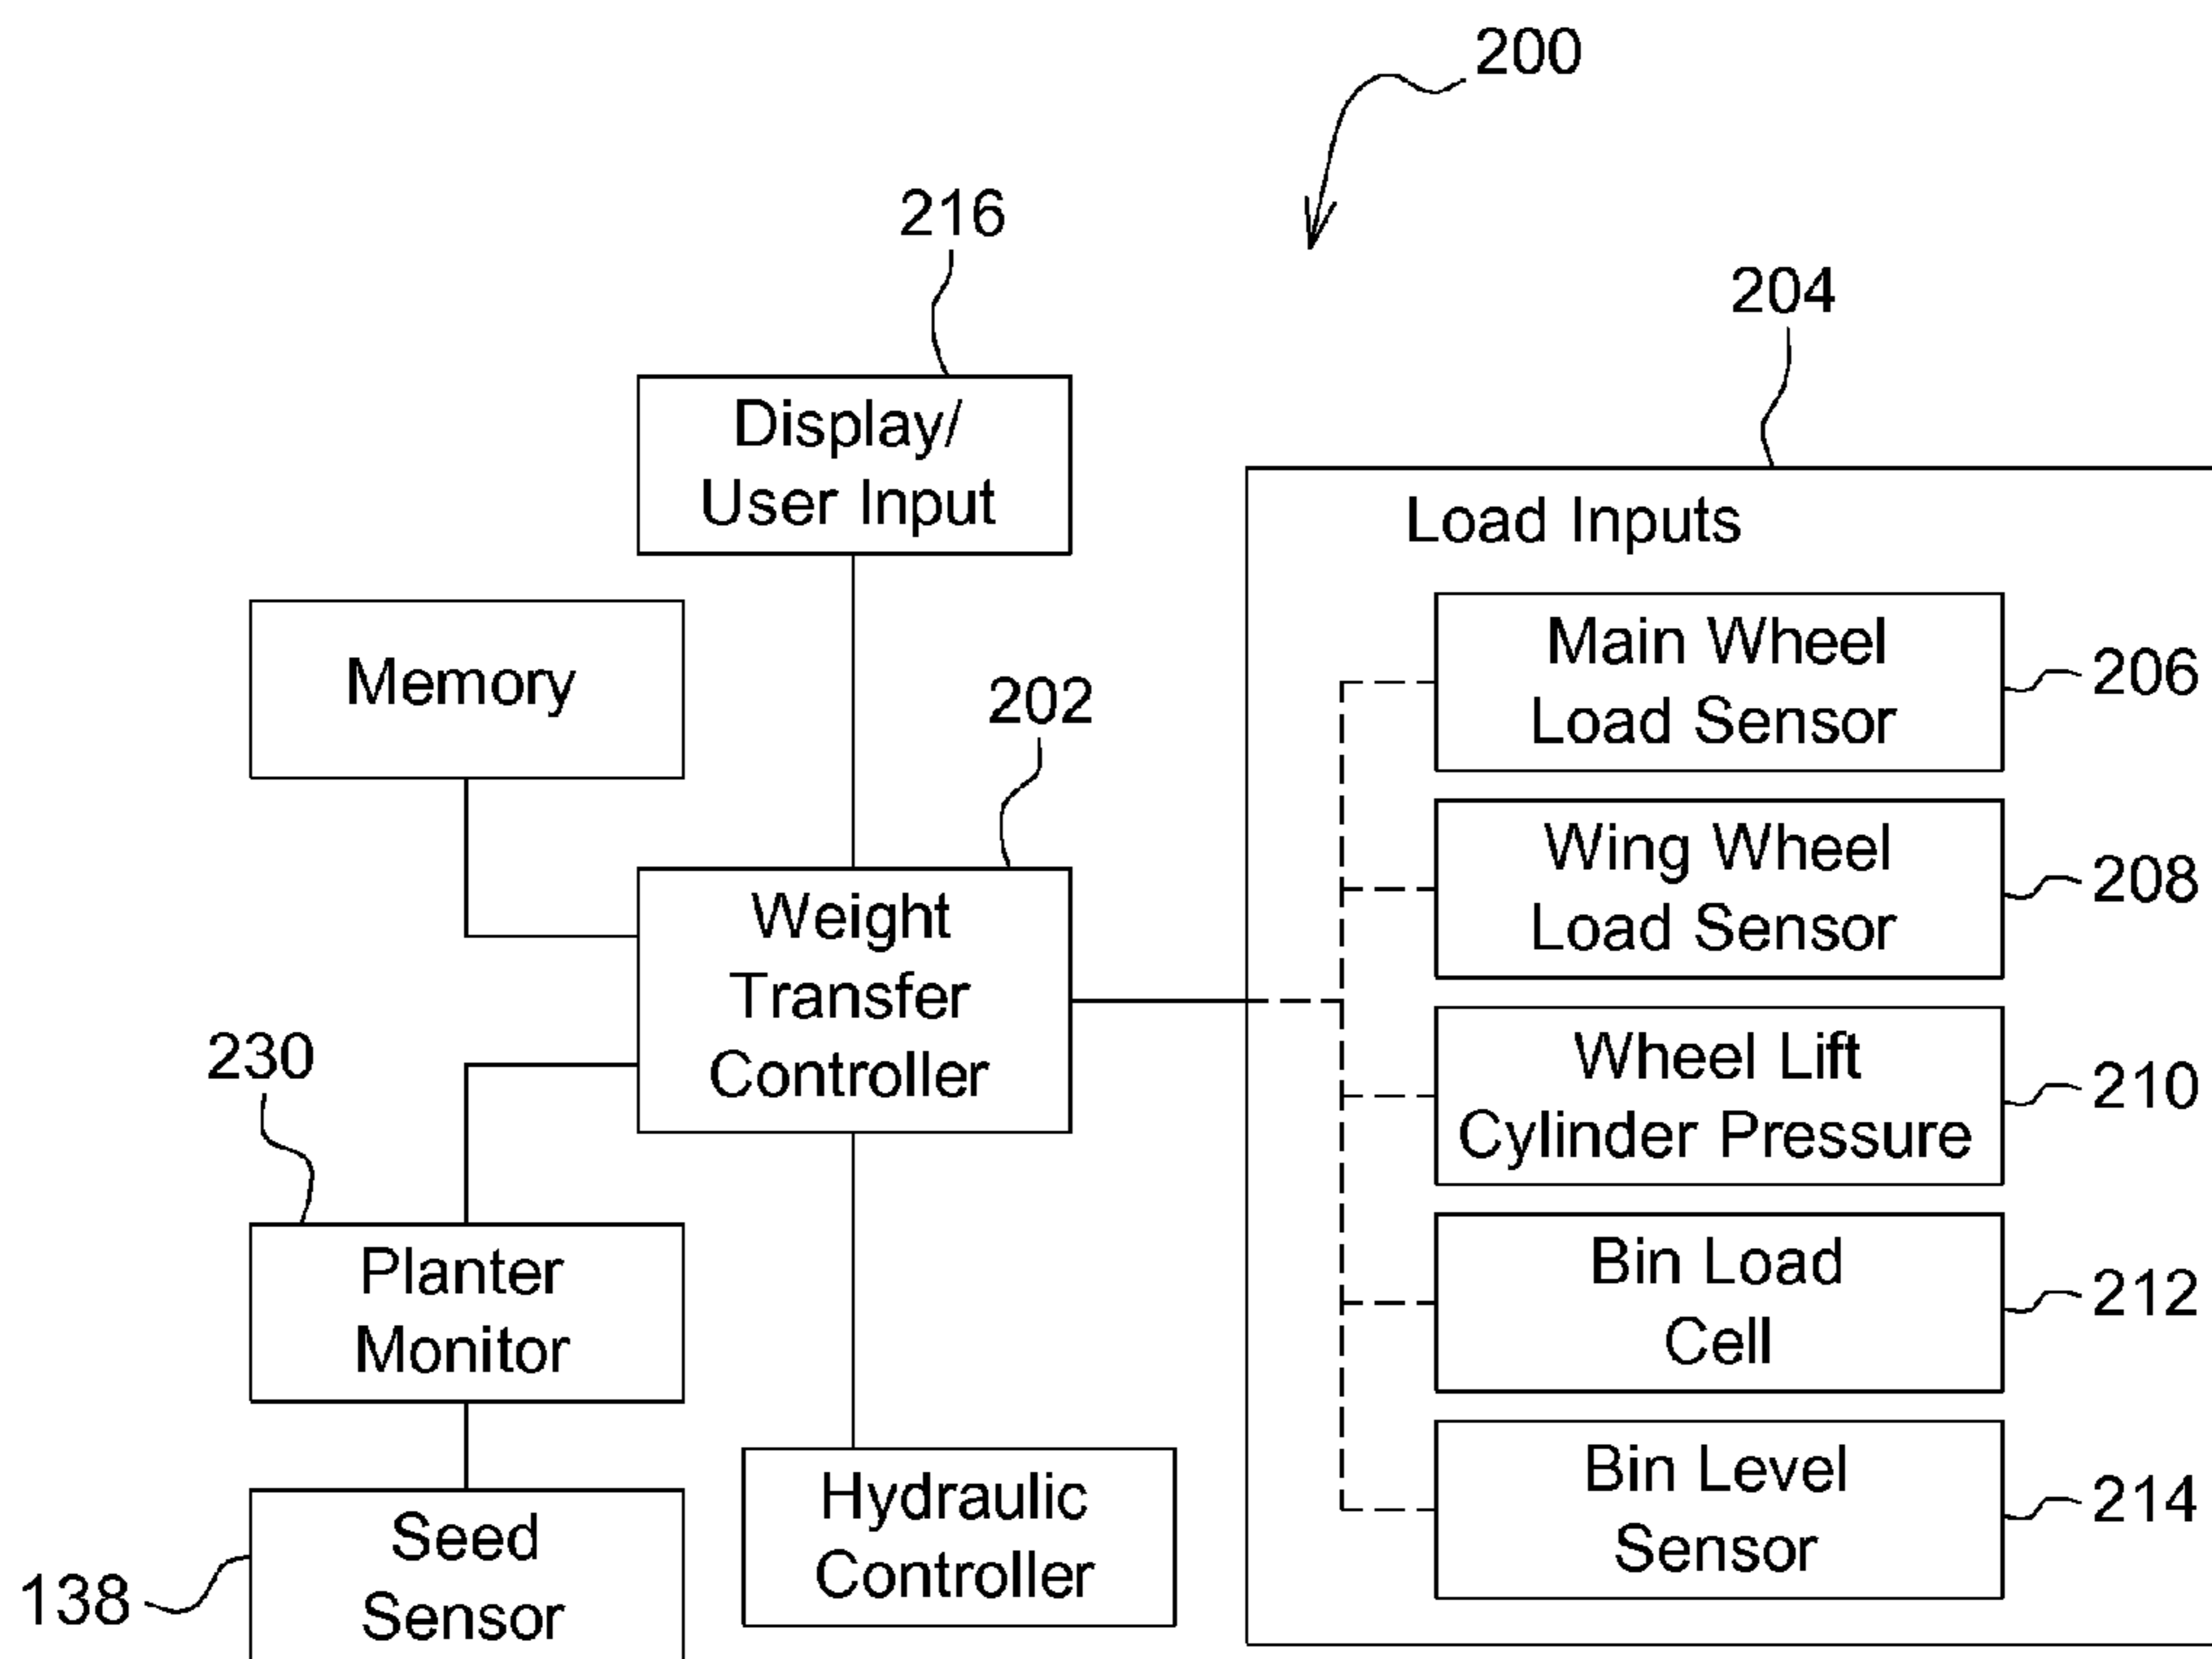 200
216
204
Display/
User Input
Load Inputs
Memory
202
Main Wheel
Load Sensor
206
Weight
Transfer
Controller
Wing Wheel
Load Sensor
208
230
Wheel Lift
Cylinder Pressure
210
Planter
Monitor
Bin Load
Cell
212
Hydraulic
Controller
Bin Level
Sensor
214
Seed
Sensor
138